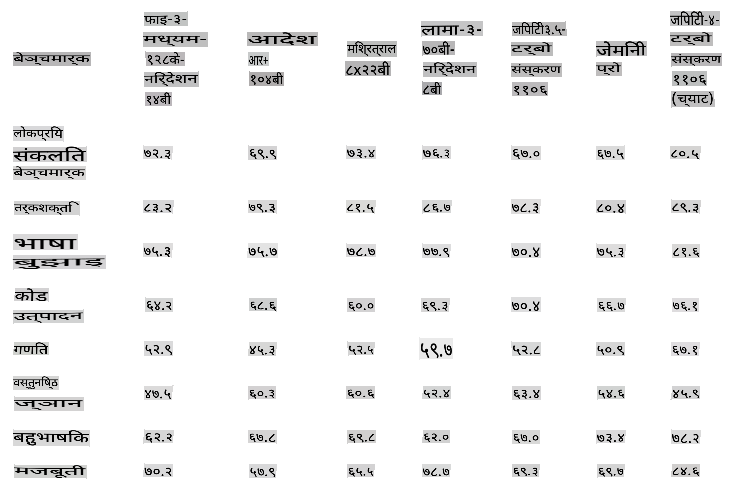 बेञ्चमार्क
फाइ-३-
मध्यम-
१२८के-
निर्देशन
१४बी
आदेश
आर+
१०४बी
मिश्रित्राल
८x२२बी
लामा-३-
७०बी-
निर्देशन
८बी
जिपिटी३.५-
टर्बो
संस्करण
११०६
जेमिनी
प्रो
जिपिटी-४-
टर्बो
संस्करण
११०६
(च्याट)
लोकप्रिय
संकलित
बेञ्चमार्क
७२.३ ६९.९ ७३.४ ७६.३ ६७.० ६७.५ ८०.५
तर्कशक्ति ८३.२ ७९.३ ८१.५ ८६.७ ७८.३ ८०.४ ८९.३
भाषा
बुझाइ
७५.३ ७५.७ ७८.७ ७७.९ ७०.४ ७५.३ ८१.६
कोड
उत्पादन
६४.२ ६८.६ ६०.० ६९.३ ७०.४ ६६.७ ७६.१
गणित ५२.९ ४५.३ ५२.५ ५९.७ ५२.८ ५०.९ ६७.१
वस्तुनिष्ठ
ज्ञान
४७.५ ६०.३ ६०.६ ५२.४ ६३.४ ५४.६ ४५.९
बहुभाषिक ६२.२ ६७.८ ६९.८ ६२.० ६७.० ७३.४ ७८.२
मजबूती ७०.२ ५७.९ ६५.५ ७८.७ ६९.३ ६९.७ ८४.६